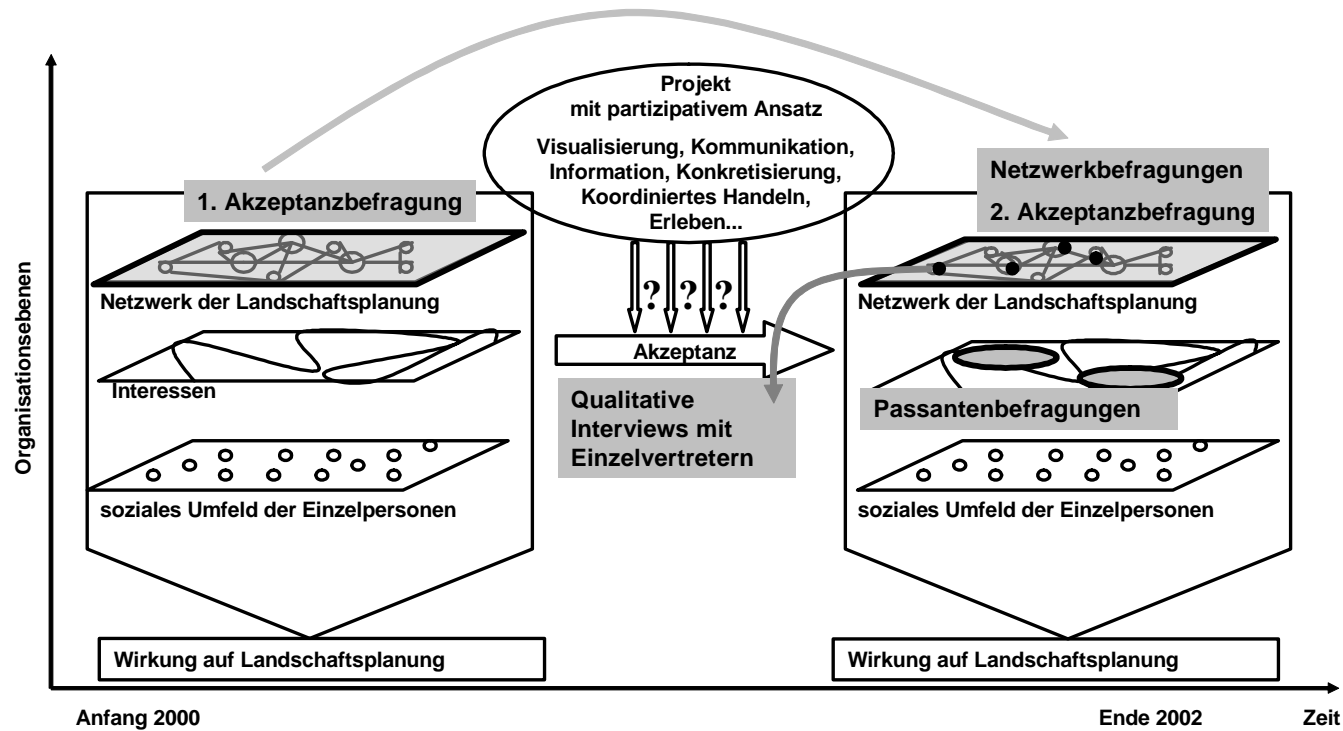 Projekt
mit partizipativem Ansatz
Visualisierung, Kommunikation,
Information, Konkretisierung,
Koordiniertes Handeln,
Erleben...
Organisationsebenen
1. Akzeptanzbefragung
Netzwerk der Landschaftsplanung
Interessen
soziales Umfeld der Einzelpersonen
Wirkung auf Landschaftsplanung
? ? ?
Akzeptanz
Qualitative
Interviews mit
Einzelvertretern
Netzwerkbefragungen
2. Akzeptanzbefragung
Netzwerk der Landschaftsplanung
Passantenbefragungen
soziales Umfeld der Einzelpersonen
Wirkung auf Landschaftsplanung
Anfang 2000
Ende 2002
Zeit